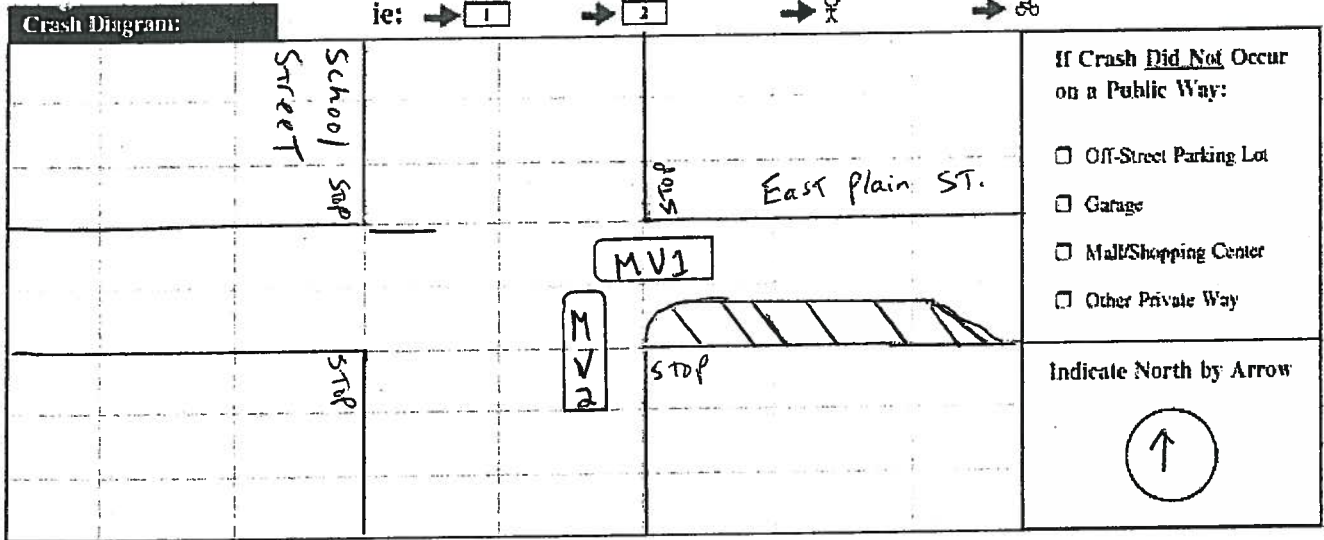 Crash Diagram:
ie: 1 2
School
Street
STOP
STOP
East Plain ST.
MV1
MV2
STOP
STOP
If Crash Did Not Occur
on a Public Way:
Off-Street Parking Lot
Garage
Mall/Shopping Center
Other Private Way
Indicate North by Arrow